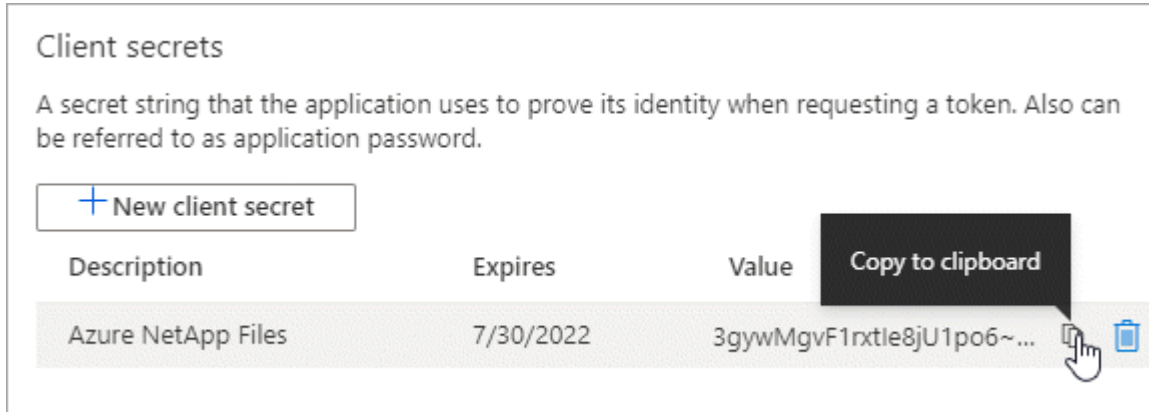 Client secrets
A secret string that the application uses to prove its identity when requesting a token. Also can
be referred to as application password.
New client secret
Copy to clipboard
Description Expires Value
Azure NetApp Files 7/30/2022 3gywMgvF1rxtIe8jU1po6~...